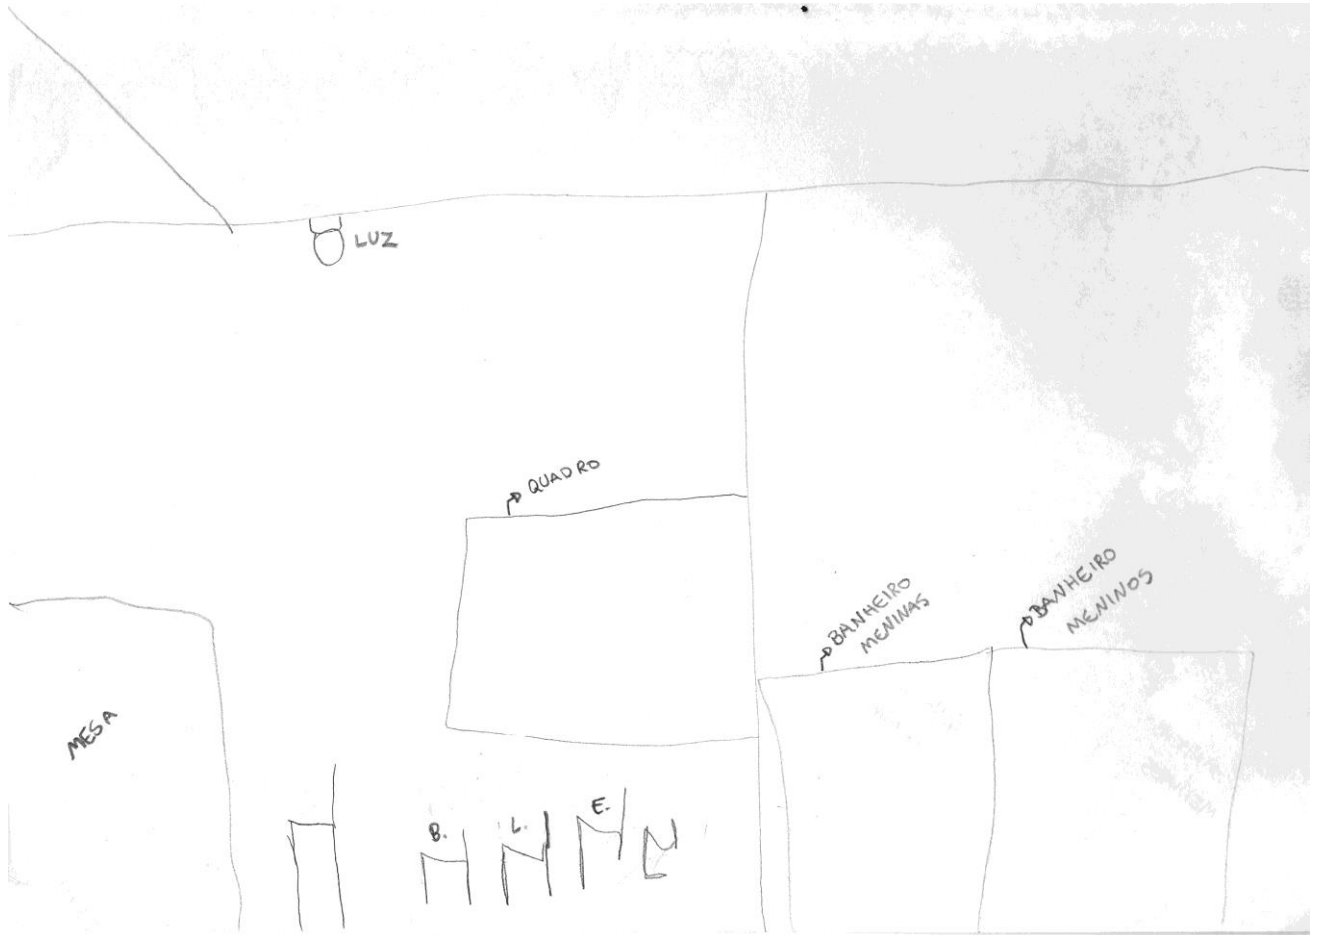 LUZ
QUADRO
BANHEIRO
MENINAS
BANHEIRO
MENINOS
MESA
B.
L.
E.